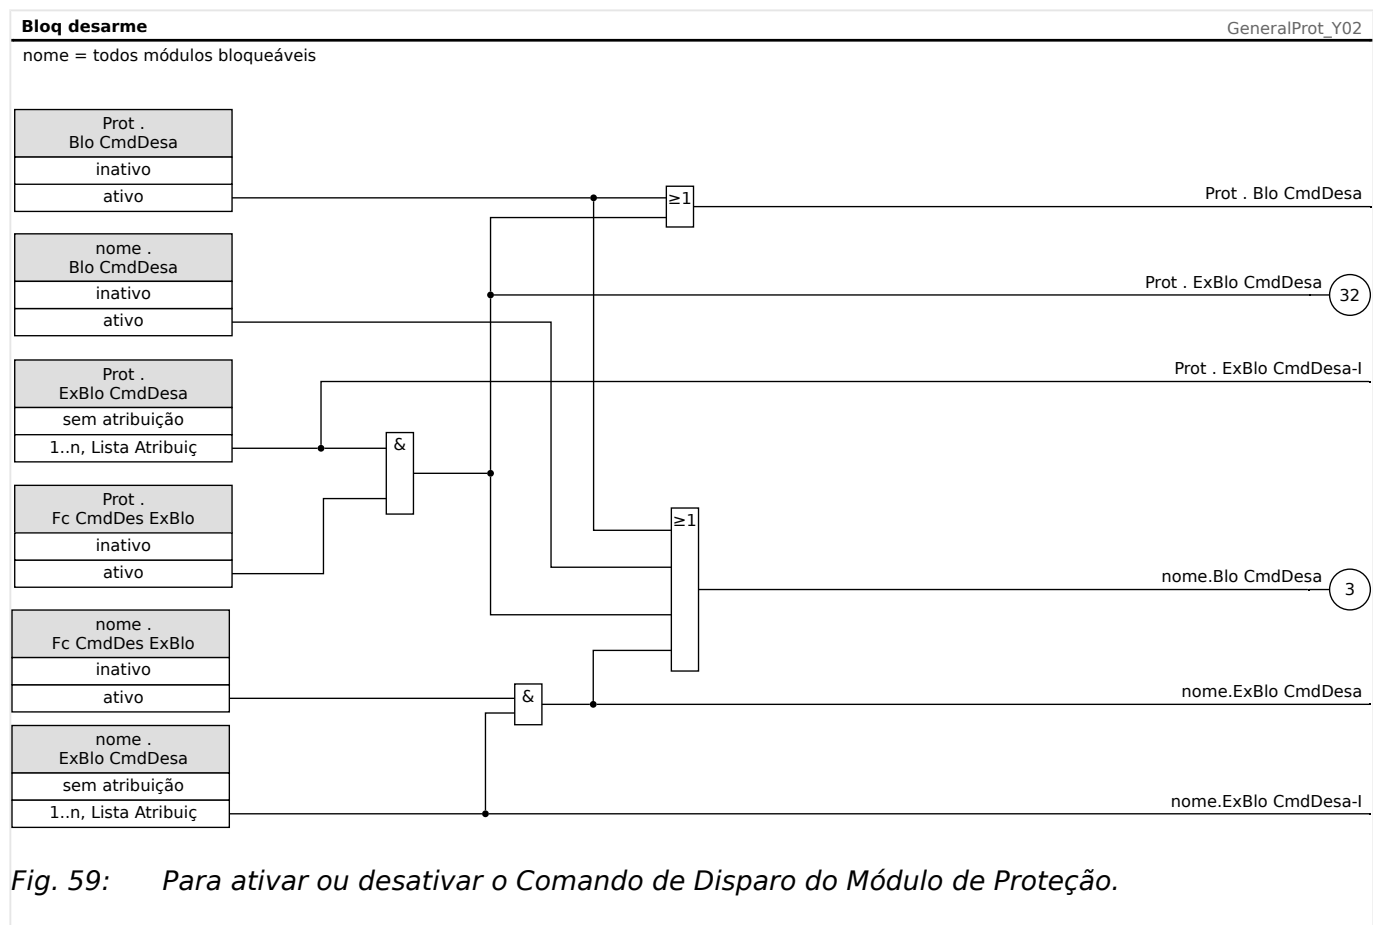 Bloq desarme
GeneralProt_Y02
nome = todos módulos bloqueáveis
Prot .
Blo CmdDesa
inativo
ativo
≥1
Prot . Blo CmdDesa
nome .
Blo CmdDesa
inativo
ativo
Prot . ExBlo CmdDesa
32
Prot .
ExBlo CmdDesa
sem atribuição
1..n, Lista Atribuiç
Prot . ExBlo CmdDesa-I
&
Prot .
Fc CmdDes ExBlo
inativo
ativo
≥1
nome.Blo CmdDesa
3
nome .
Fc CmdDes ExBlo
inativo
ativo
&
nome.ExBlo CmdDesa
nome .
ExBlo CmdDesa
sem atribuição
1..n, Lista Atribuiç
nome.ExBlo CmdDesa-I
Fig. 59: Para ativar ou desativar o Comando de Disparo do Módulo de Proteção.